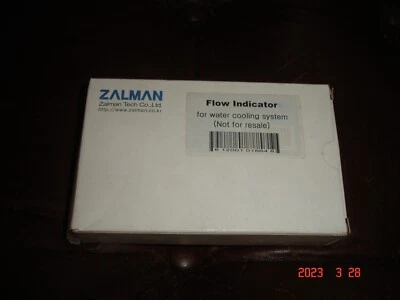 ZALMAN
Zalman Tech Co.,Ltd.
http://www.zalman.co.kr
Flow Indicator
for water cooling system
(Not for resale)
2023 3 28